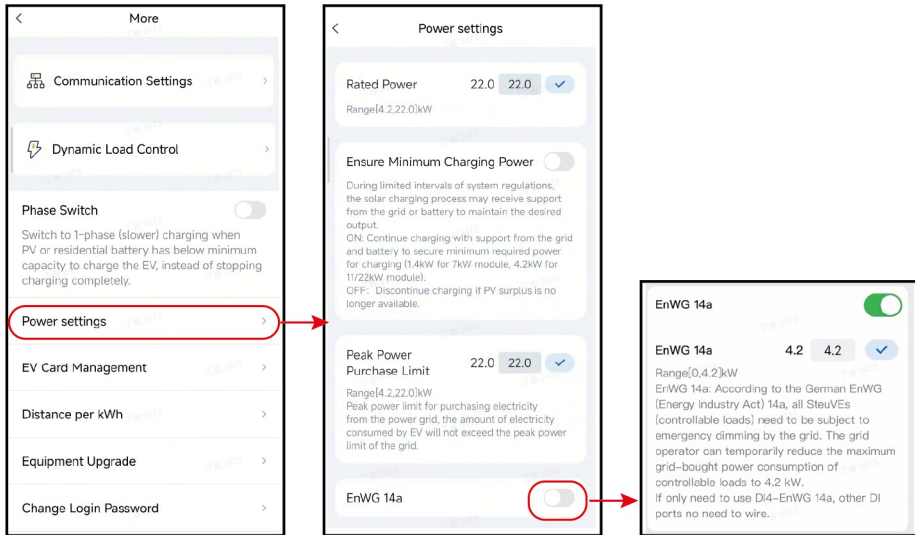 More
Communication Settings
Dynamic Load Control
Phase Switch
Switch to 1-phase (slower) charging when
PV or residential battery has below minimum
capacity to charge the EV, instead of stopping
charging completely.
Power settings
EV Card Management
Distance per kWh
Equipment Upgrade
Change Login Password
Power settings
Rated Power 22.0 22.0
Range[4.2,22.0]kW
Ensure Minimum Charging Power
During limited intervals of system regulations,
the solar charging process may receive support
from the grid or battery to maintain the desired
output.
ON: Continue charging with support from the grid
and battery to secure minimum required power
for charging (1.4kW for 7kW module, 4.2kW for
11/22kW module).
OFF: Discontinue charging if PV surplus is no
longer available.
Peak Power
Purchase Limit 22.0 22.0
Range[4.2,22.0]kW
Peak power limit for purchasing electricity
from the power grid, the amount of electricity
consumed by EV will not exceed the peak power
limit of the grid.
EnWG 14a
EnWG 14a
EnWG 14a 4.2 4.2
Range[0,4.2]kW
EnWG 14a: According to the German EnWG
(Energy Industry Act) 14a, all SteuVEs
(controllable loads) need to be subject to
emergency dimming by the grid. The grid
operator can temporarily reduce the maximum
grid-bought power consumption of
controllable loads to 4.2 kW.
If only need to use DI4-EnWG 14a, other DI
ports no need to wire.